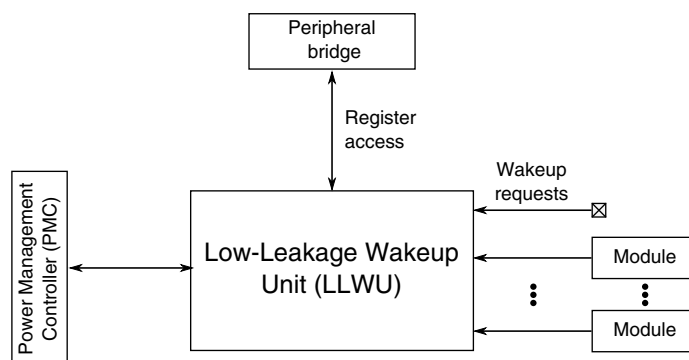 Peripheral
bridge
Register
access
Wakeup
requests
Power Management
Controller (PMC)
Low-Leakage Wakeup
Unit (LLWU)
Module
Module